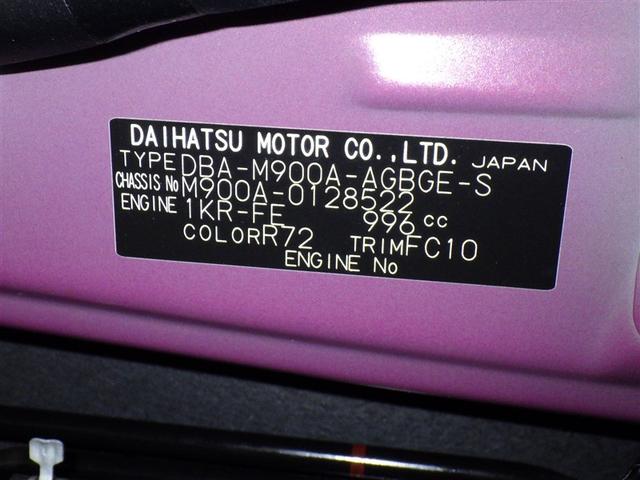 DAIHATSU MOTOR CO.,LTD. JAPAN
TYPE DBA-M900A-AGBGE-S
CHASSIS No M900A-0128522
ENGINE 1KR-FE 996 cc
COLOR R72 TRIM FC10
ENGINE No